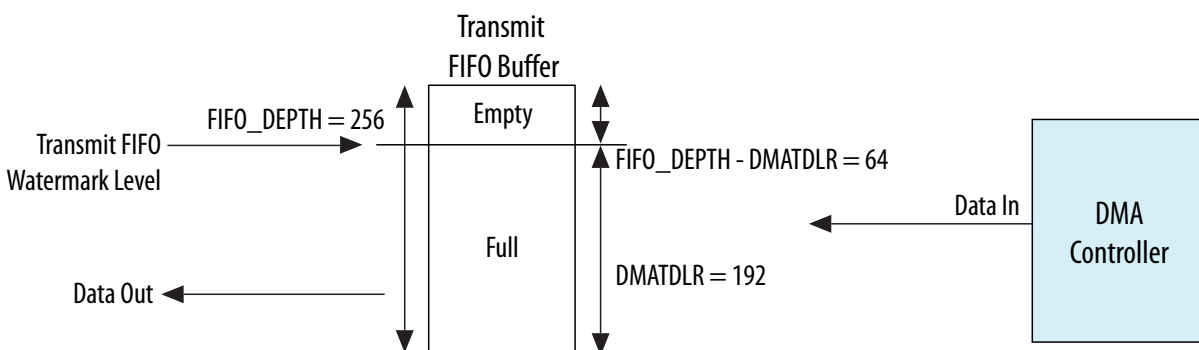 Transmit
FIFO Buffer
FIFO_DEPTH = 256
Empty
Transmit FIFO
Watermark Level
FIFO_DEPTH - DMATDLR = 64
Data In
DMA
Controller
Full
DMATDLR = 192
Data Out